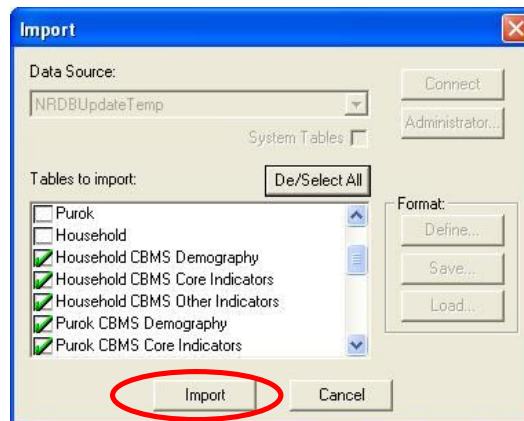 Import
Data Source:
NRDBUpdateTemp
Connect
Administrator...
System Tables
Tables to import:
De/Select All
Purok
Household
Household CBMS Demography
Household CBMS Core Indicators
Household CBMS Other Indicators
Purok CBMS Demography
Purok CBMS Core Indicators
Format:
Define...
Save...
Load...
Import
Cancel